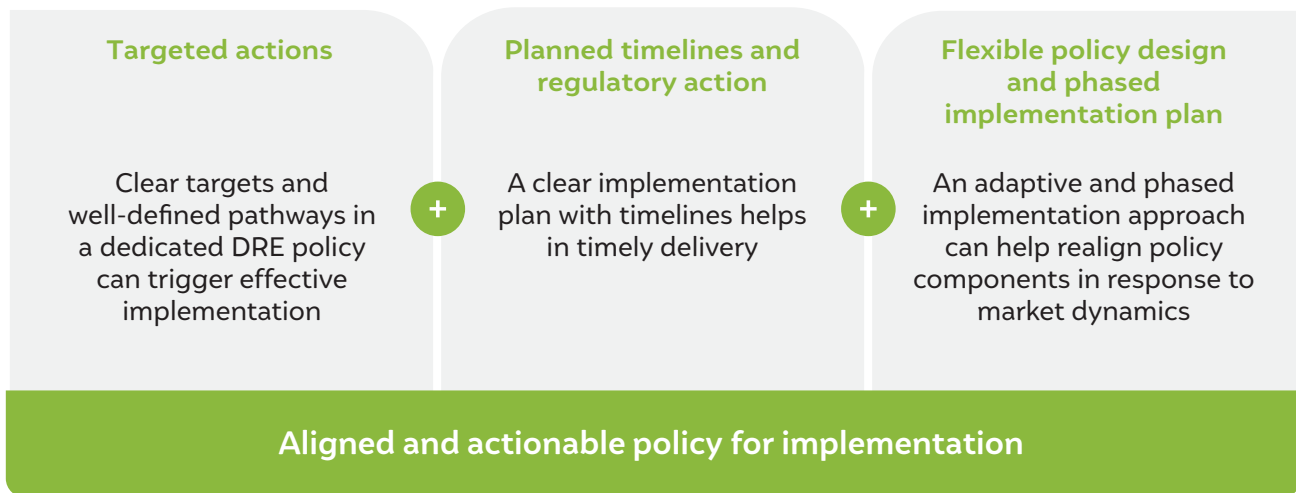 Targeted actions
Clear targets and
well-defined pathways in
a dedicated DRE policy
can trigger effective
implementation
+
Planned timelines and
regulatory action
A clear implementation
plan with timelines helps
in timely delivery
+
Flexible policy design
and phased
implementation plan
An adaptive and phased
implementation approach
can help realign policy
components in response to
market dynamics
Aligned and actionable policy for implementation